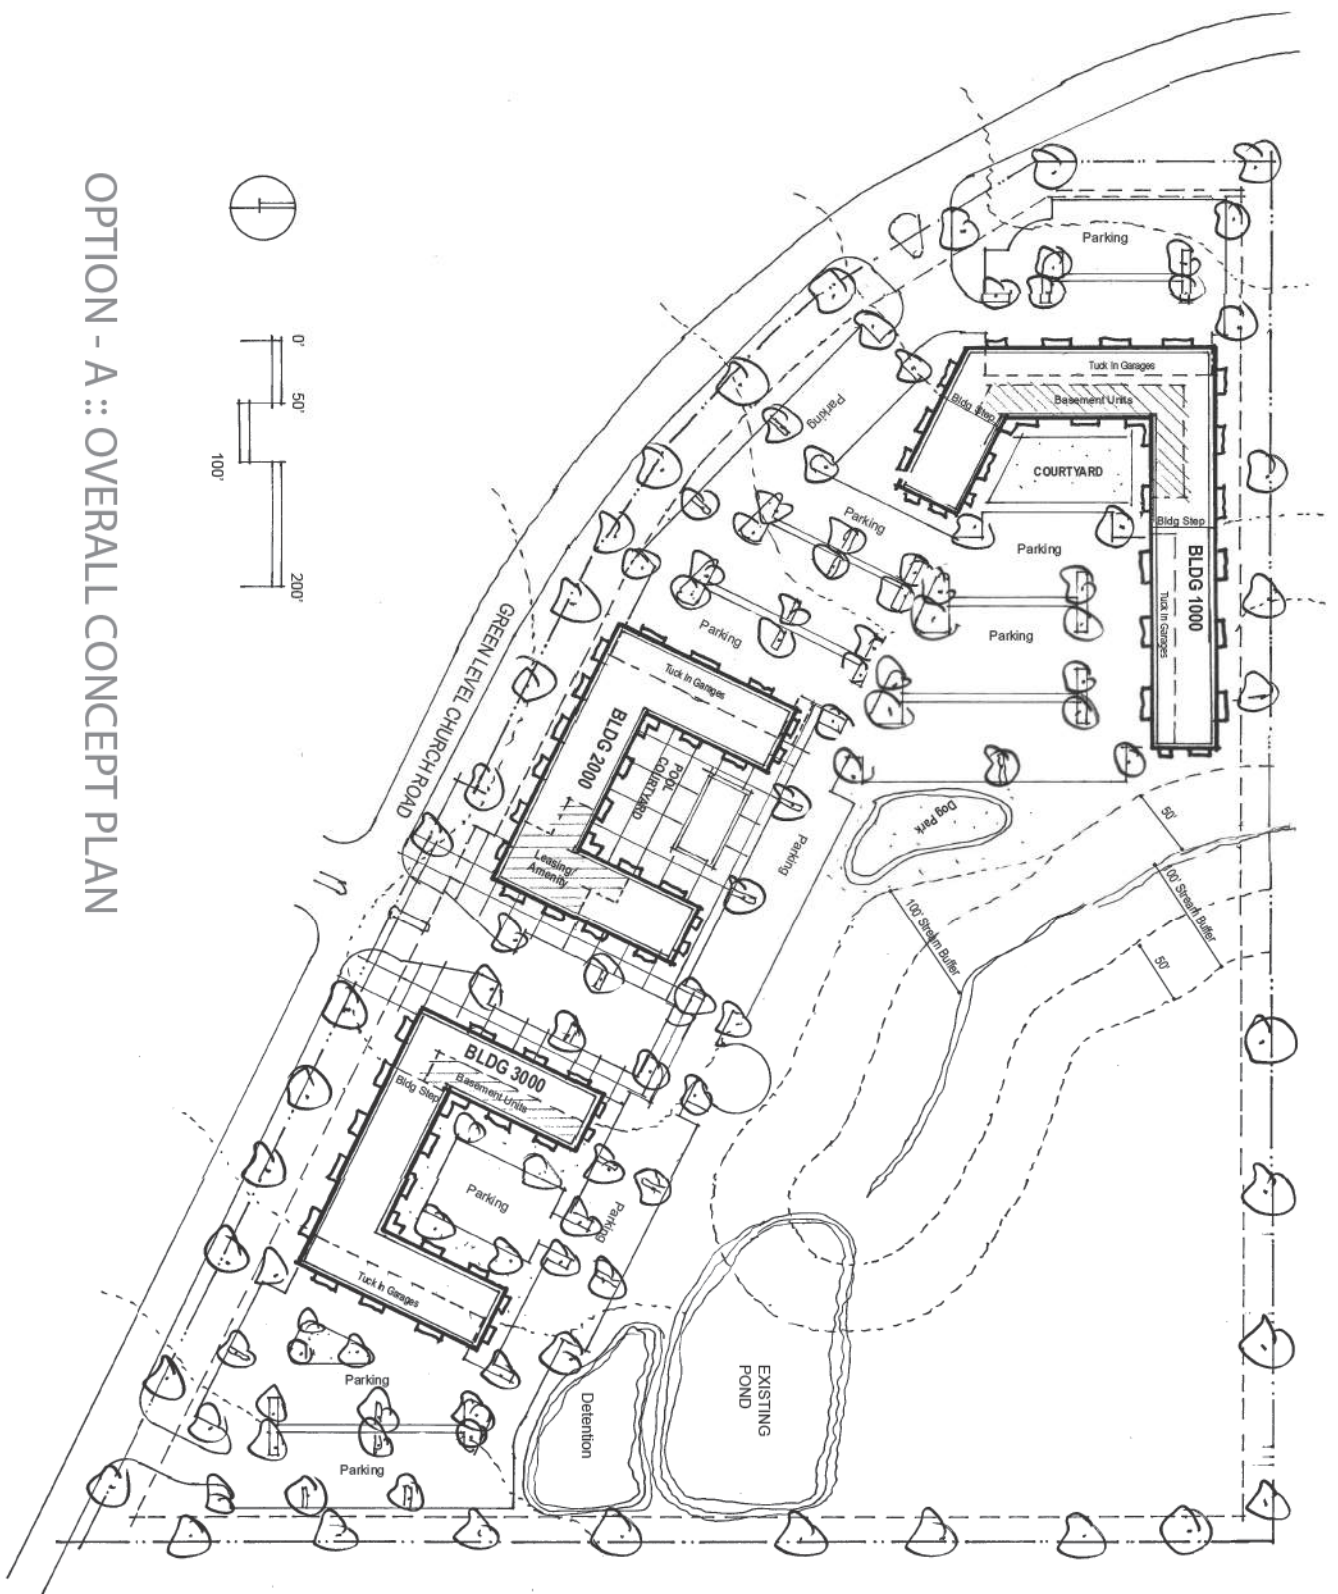 OPTION - A :: OVERALL CONCEPT PLAN
0'
50'
100'
200'
GREEN LEVEL CHURCH ROAD
Parking
Tuck In Garages
Basement Units
Bldg Step
COURTYARD
Bldg Step
BLDG 1000
Tuck In Garages
Parking
Parking
Parking
Parking
Parking
Tuck In Garages
BLDG 2000
POOL
COURTYARD
Leasing/
Amenity
Parking
Dog Park
50'
100' Stream Buffer
100' Stream Buffer
50'
BLDG 3000
Basement Units
Bldg Step
Parking
Parking
Tuck In Garages
Parking
Parking
Detention
EXISTING
POND